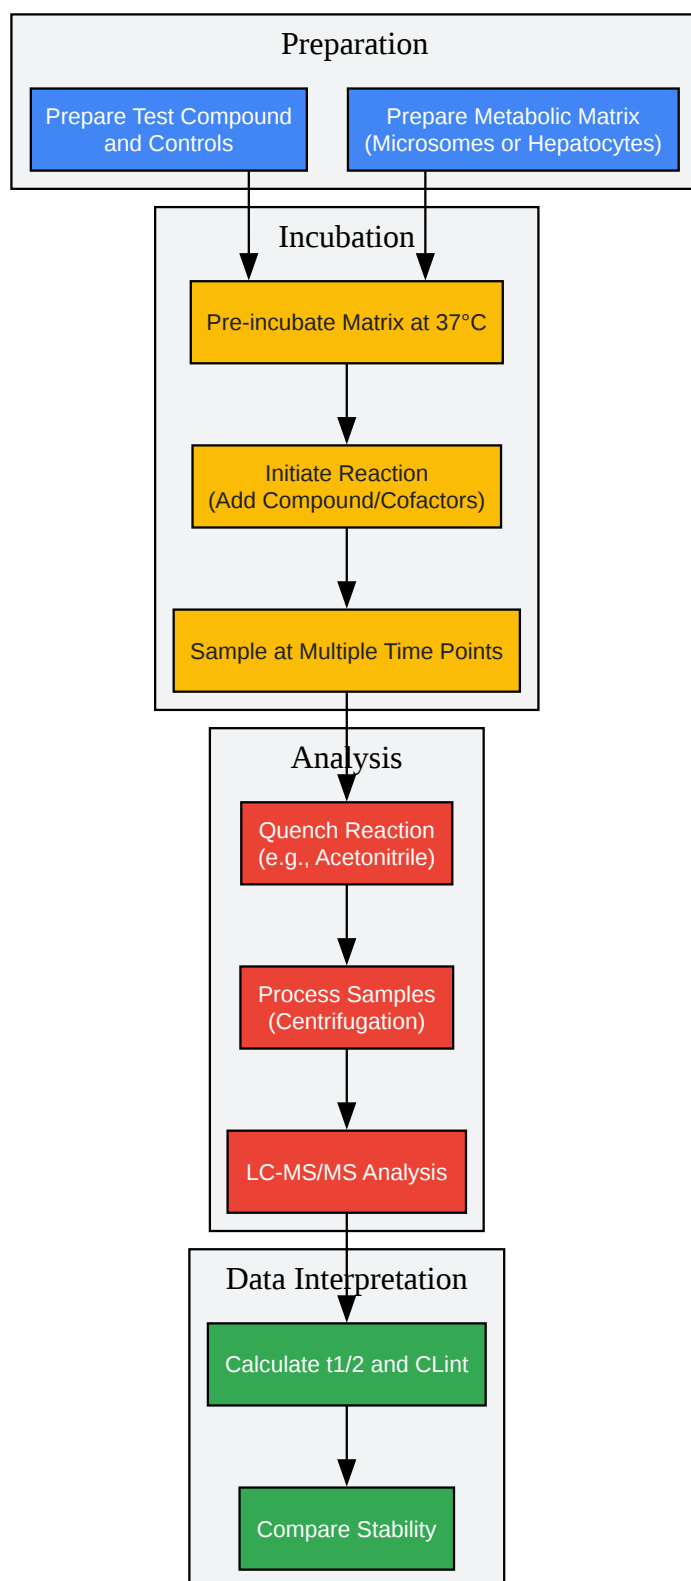 Preparation
Prepare Test Compound
and Controls
Prepare Metabolic Matrix
(Microsomes or Hepatocytes)
Incubation
Pre-incubate Matrix at 37°C
Initiate Reaction
(Add Compound/Cofactors)
Sample at Multiple Time Points
Analysis
Quench Reaction
(e.g., Acetonitrile)
Process Samples
(Centrifugation)
LC-MS/MS Analysis
Data Interpretation
Calculate t1/2 and CLint
Compare Stability